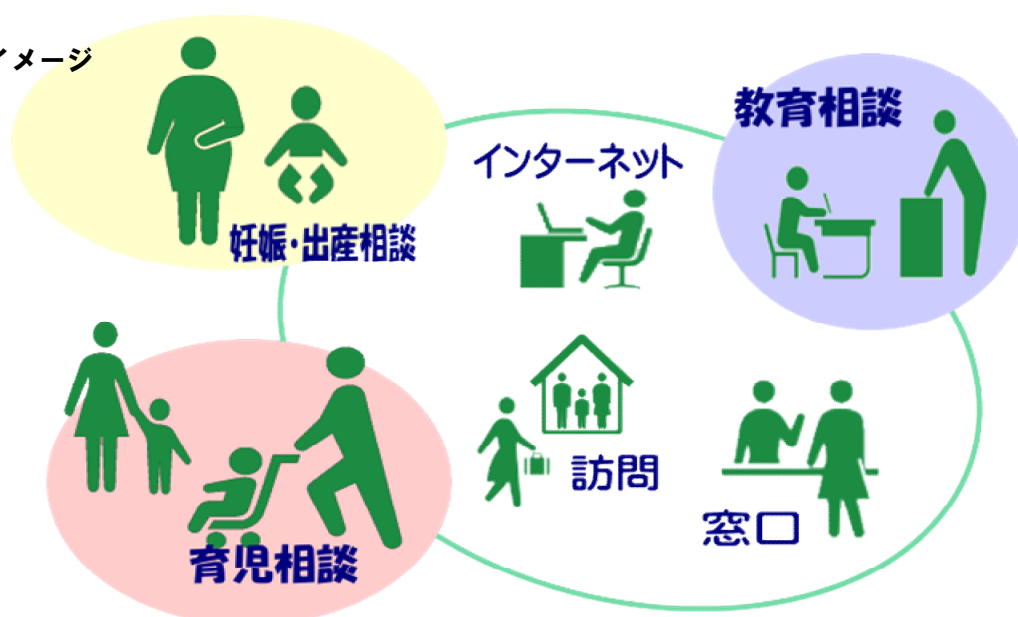 イメージ
教育相談
インターネット
妊娠・出産相談
訪問
窓口
育児相談